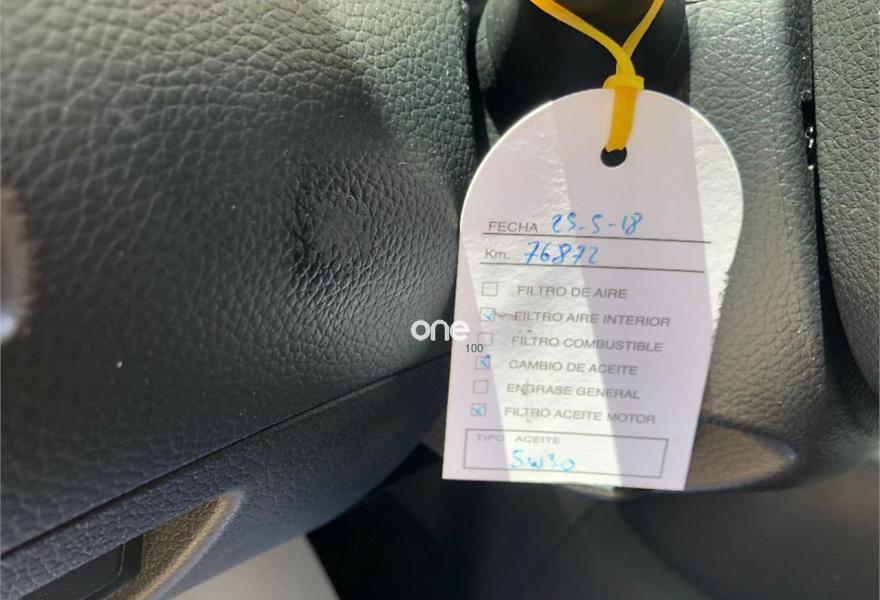 FECHA 25-5-18
Km. 76872
FILTRO DE AIRE
FILTRO AIRE INTERIOR
one
FILTRO COMBUSTIBLE
100
CAMBIO DE ACEITE
ENGRASE GENERAL
FILTRO ACEITE MOTOR
TIPO ACEITE
5W30